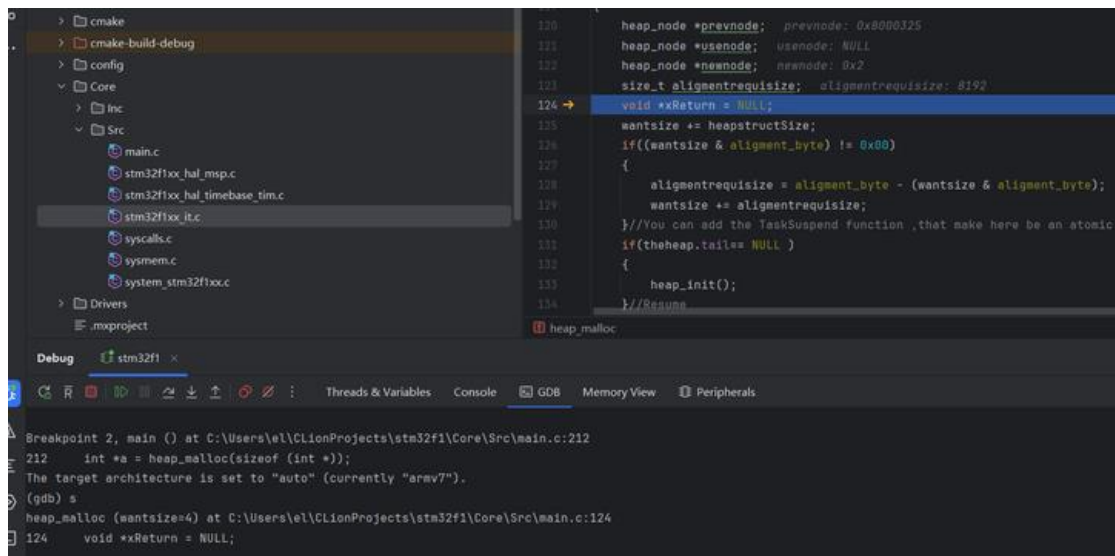 cmake
cmake-build-debug
config
Core
Inc
Src
main.c
stm32f1xx_hal_msp.c
stm32f1xx_hal_timebase_tim.c
stm32f1xx_it.c
syscalls.c
sysmem.c
system_stm32f1xx.c
Drivers
.mxproject
120 heap_node *prevnode; prevnode: 0x8000325
121 heap_node *usenode; usenode: NULL
122 heap_node *newnode; newnode: 0x2
123 size_t aligmentrequisize; aligmentrequisize: 8192
124 void *xReturn = NULL;
125 wantsize += heapstructSize;
126 if((wantsize & aligment_byte) != 0x00)
127 {
128 aligmentrequisize = aligment_byte - (wantsize & aligment_byte);
129 wantsize += aligmentrequisize;
130 }//You can add the TaskSuspend function ,that make here be an atomic
131 if(theheap.tail== NULL )
132 {
133 heap_init();
134 }//Resume
heap_malloc
Debug stm32f1
Threads & Variables Console GDB Memory View Peripherals
Breakpoint 2, main () at C:\Users\el\CLionProjects\stm32f1\Core\Src\main.c:212
212 int *a = heap_malloc(sizeof (int *));
The target architecture is set to "auto" (currently "armv7").
(gdb) s
heap_malloc (wantsize=4) at C:\Users\el\CLionProjects\stm32f1\Core\Src\main.c:124
124 void *xReturn = NULL;